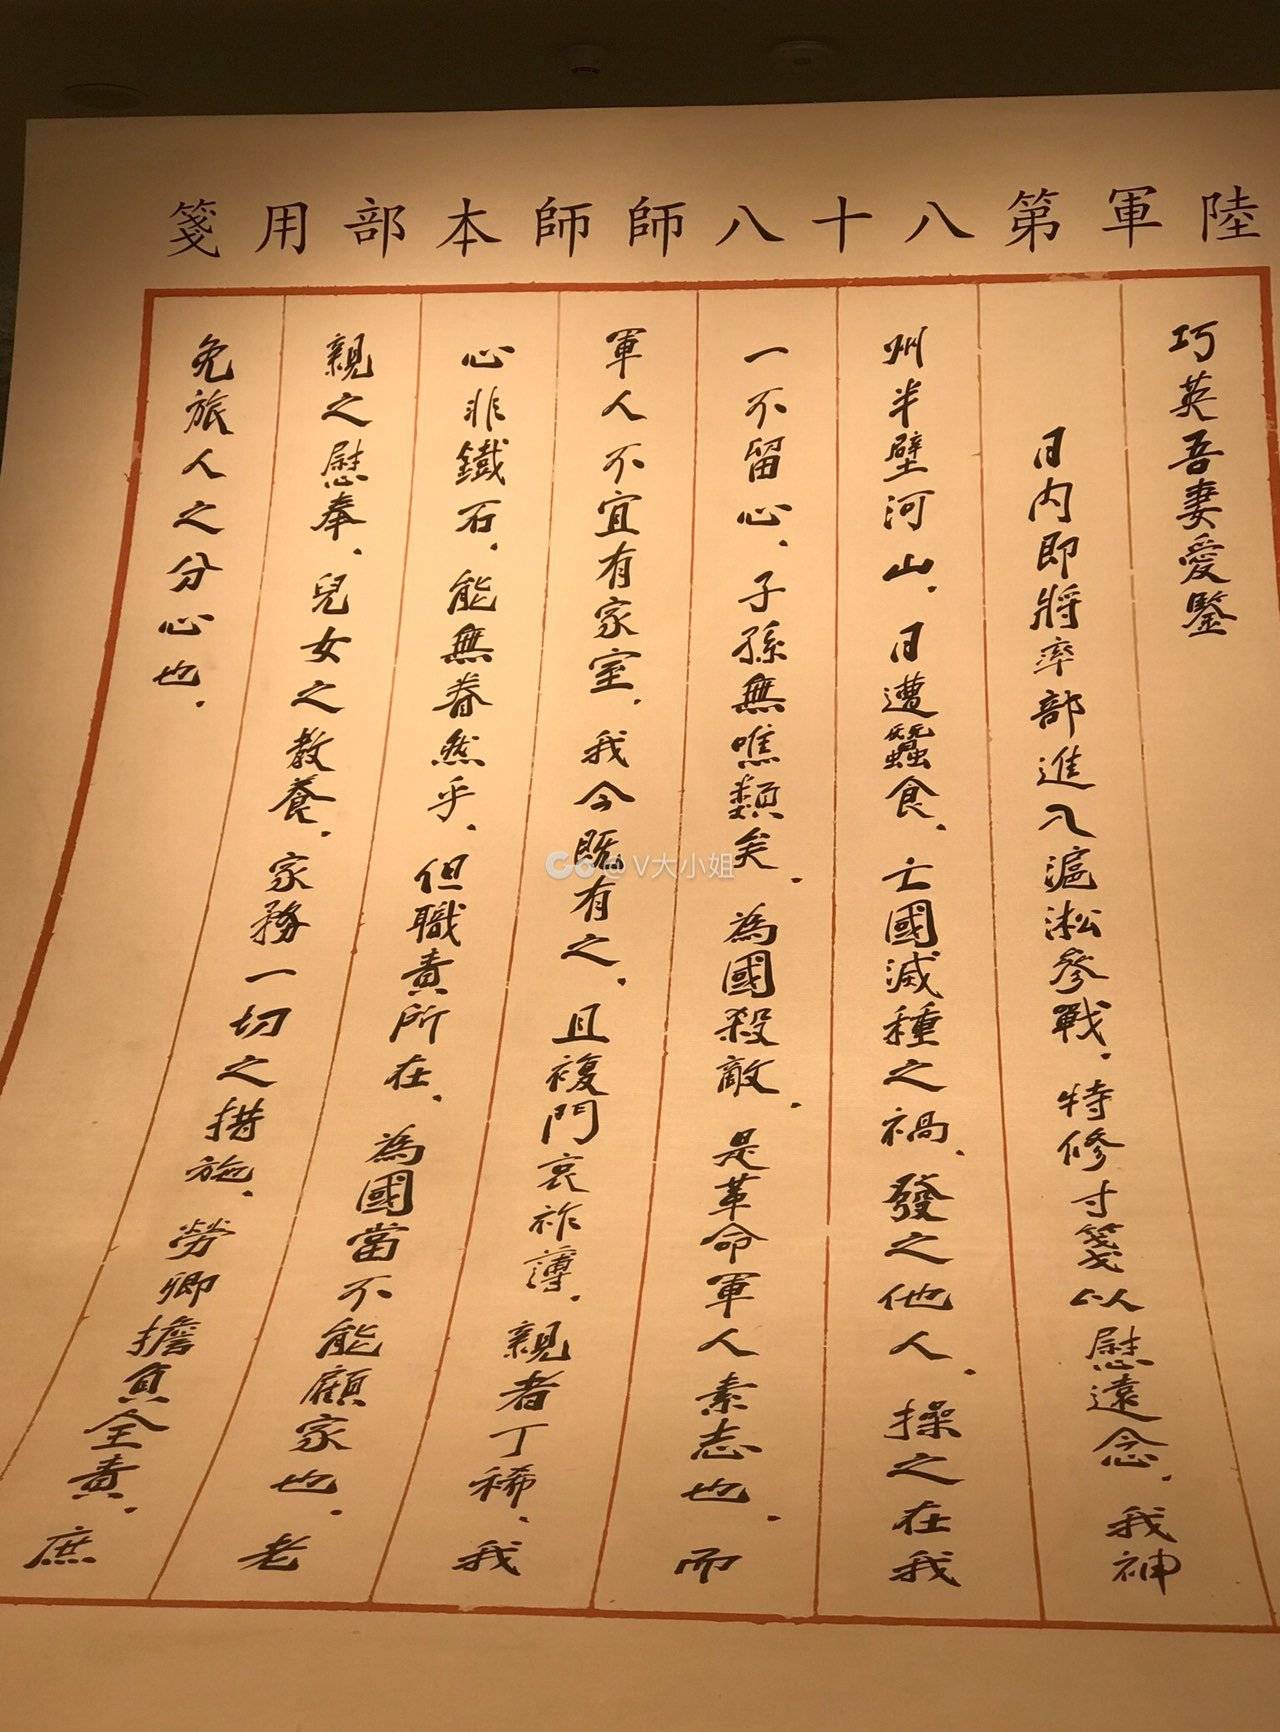 陸軍第八十八師師本部用箋
巧英吾妻愛鑒
日内即將率部進入滬淞參戰．特修寸箋以慰遠念．我神
州半壁河山．日遭蠶食．亡國滅種之禍．發之他人．操之在我
一不留心．子孫無噍類矣．為國殺敵．是革命軍人素志也．而
軍人不宜有家室．我今既有之．且複門哀祚薄．親者丁稀．我
心非鐵石．能無眷然乎．但職責所在．為國當不能顧家也．老
親之慰奉．兒女之教養．家務一切之措施．勞卿擔負全責．庶
免旅人之分心也．
@V大小姐